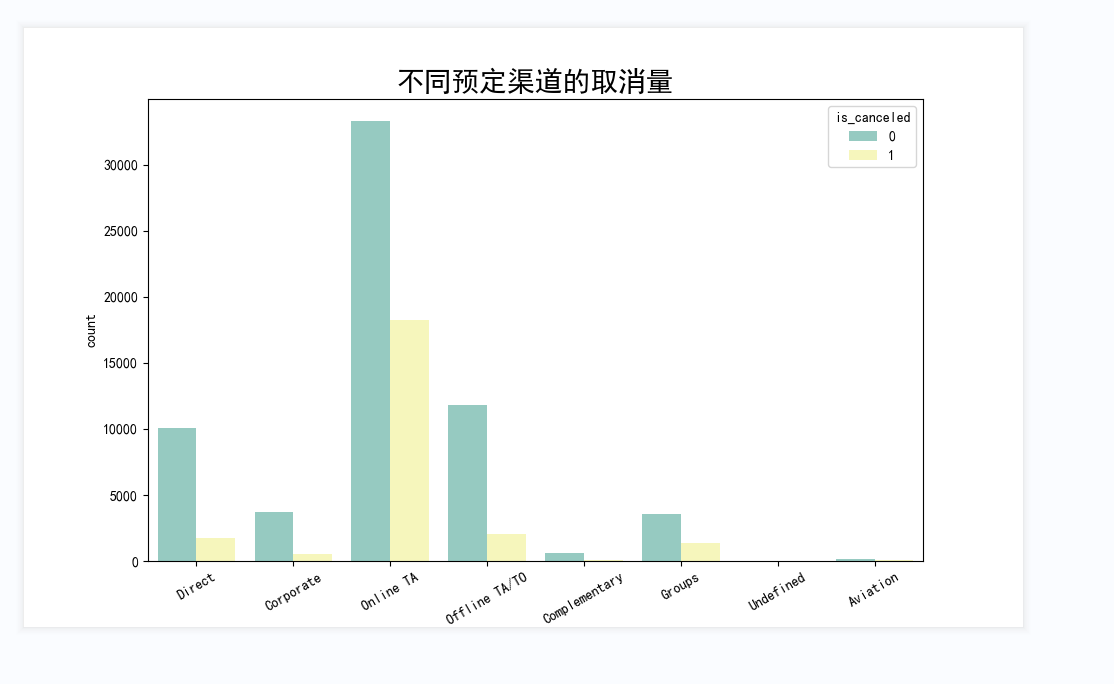 不同预定渠道的取消量
is_canceled
0
1
30000
25000
20000
15000
10000
5000
0
count
Direct
Corporate
Online TA
Offline TA/TO
Complementary
Groups
Undefined
Aviation